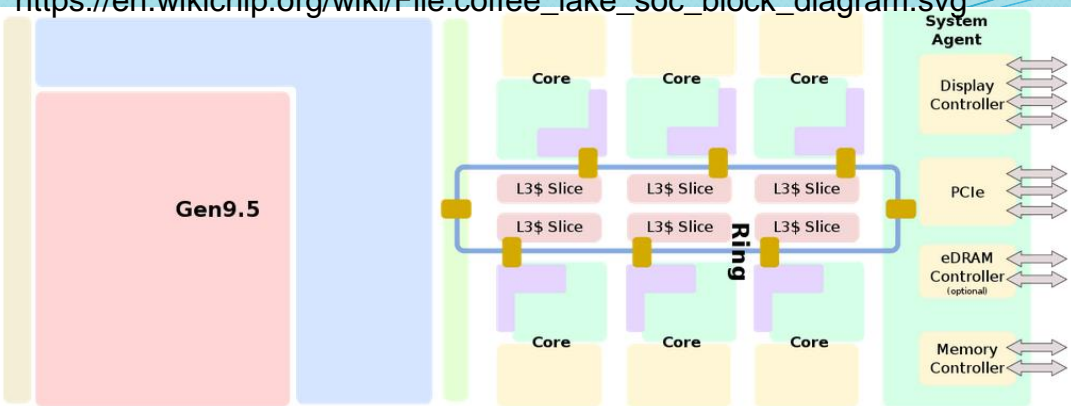 https://en.wikichip.org/wiki/File:coffee_lake_soc_block_diagram.svg
System
Agent
Core
Core
Core
Display
Controller
L3$ Slice
L3$ Slice
L3$ Slice
PCIe
Gen9.5
L3$ Slice
L3$ Slice
L3$ Slice
Ring
eDRAM
Controller
(optional)
Core
Core
Core
Memory
Controller